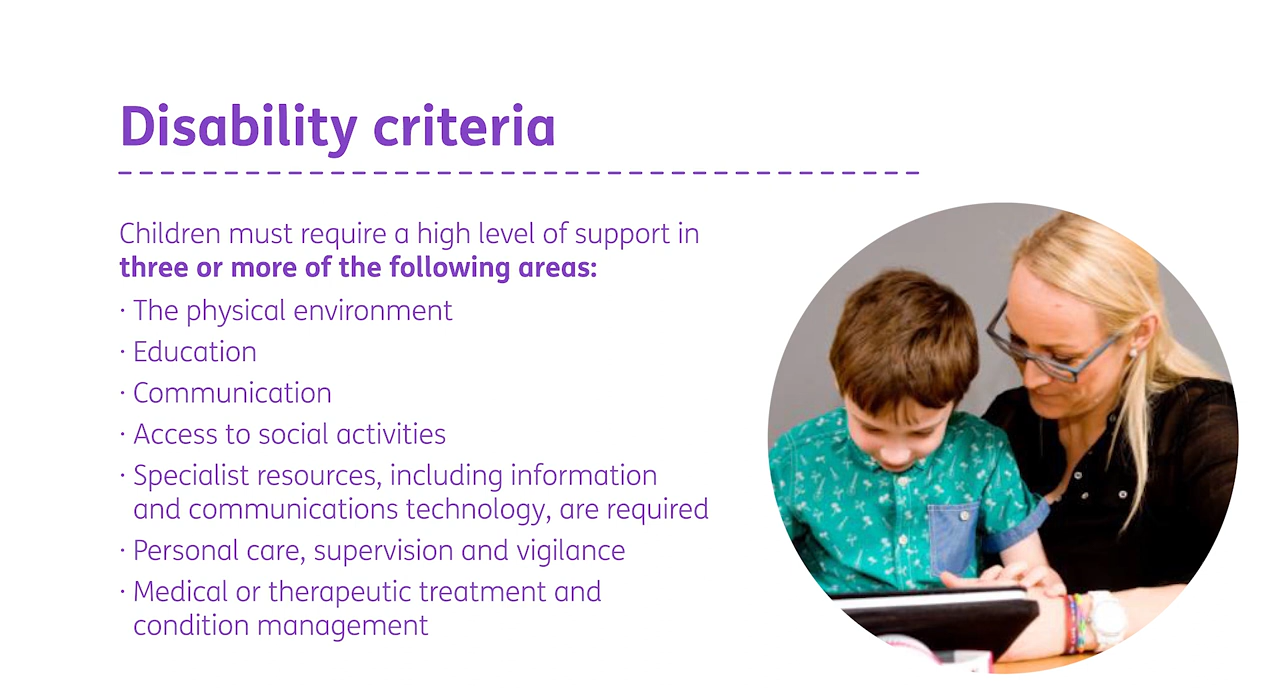 Disability criteria
Children must require a high level of support in
three or more of the following areas:
· The physical environment
· Education
· Communication
· Access to social activities
· Specialist resources, including information
and communications technology, are required
· Personal care, supervision and vigilance
· Medical or therapeutic treatment and
condition management